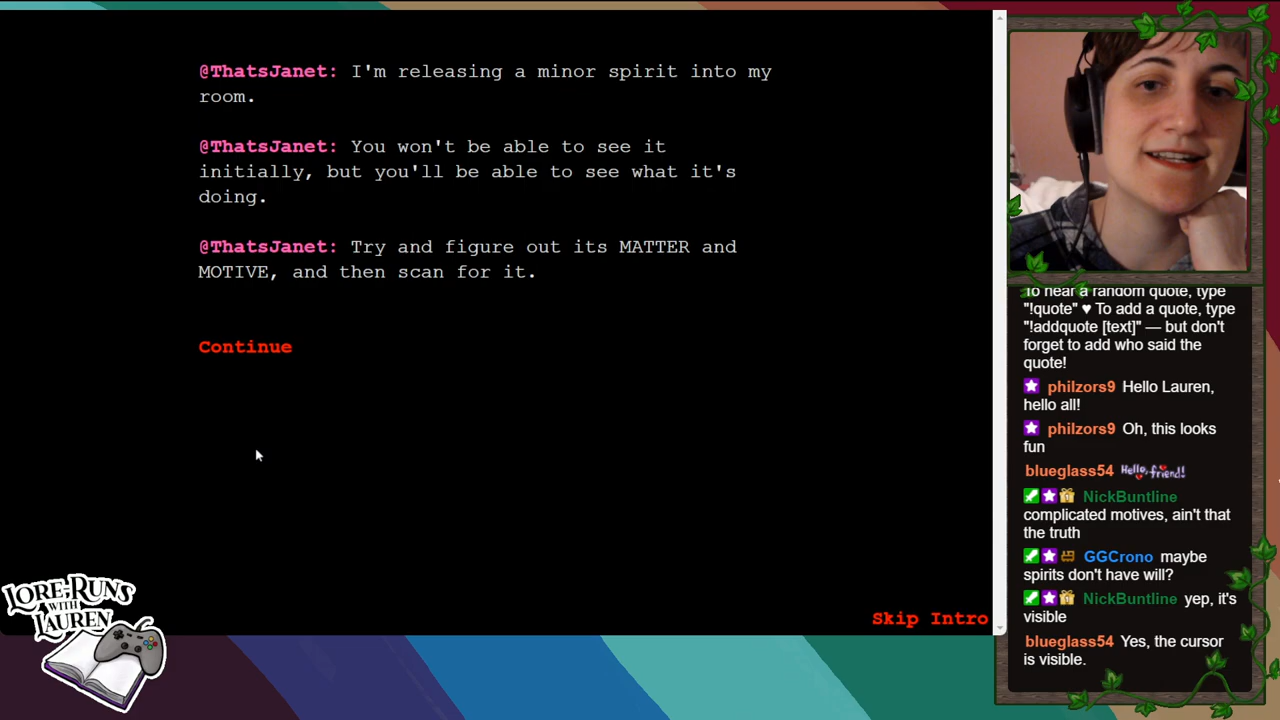 @ThatsJanet: I'm releasing a minor spirit into my
room.
@ThatsJanet: You won't be able to see it
initially, but you'll be able to see what it's
doing.
@ThatsJanet: Try and figure out its MATTER and
MOTIVE, and then scan for it.
Continue
Skip Intro
LORE-RUNS
WITH
LAUREN
To hear a random quote, type
"!quote" ♥ To add a quote, type
"!addquote [text]" — but don't
forget to add who said the
quote!
philzors9 Hello Lauren,
hello all!
philzors9 Oh, this looks
fun
blueglass54 Hello, friend!
NickBuntline
complicated motives, ain't that
the truth
GGCrono maybe
spirits don't have will?
NickBuntline yep, it's
visible
blueglass54 Yes, the cursor
is visible.